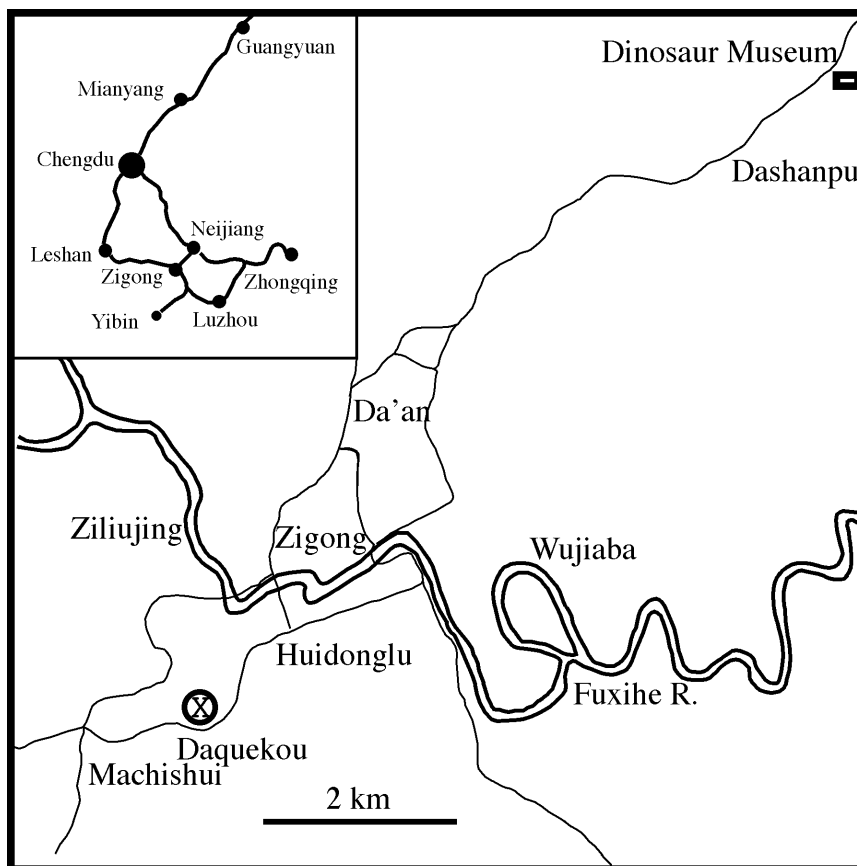 Guangyuan
Dinosaur Museum
Mianyang
Chengdu
Dashanpu
Neijiang
Leshan
Zigong
Zhongqing
Yibin
Luzhou
Da'an
Ziliujing
Zigong
Wujiaba
Huidonglu
Fuxihe R.
X
Daquekou
Machishui
2 km